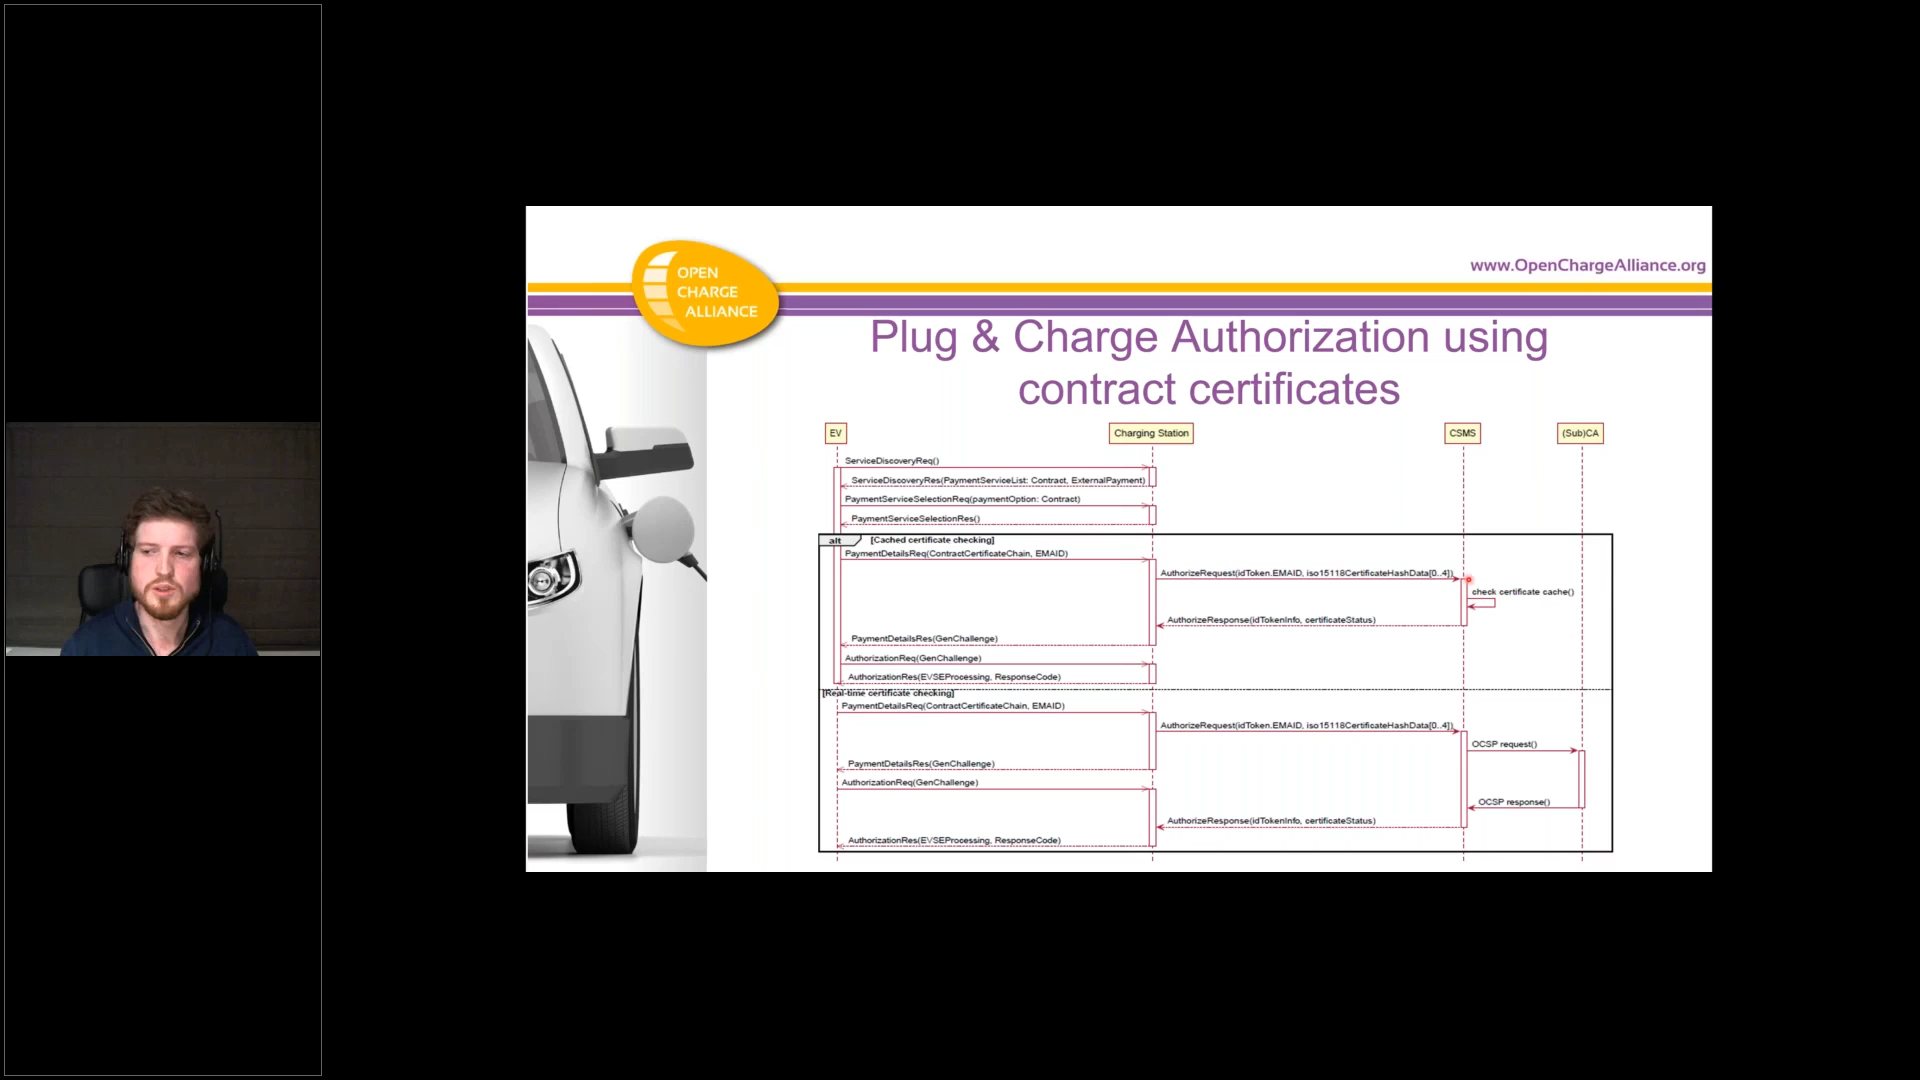 OPEN
CHARGE
ALLIANCE
www.OpenChargeAlliance.org
Plug & Charge Authorization using
contract certificates
EV
Charging Station
CSMS
(Sub)CA
ServiceDiscoveryReq()
ServiceDiscoveryRes(PaymentServiceList: Contract, ExternalPayment)
PaymentServiceSelectionReq(paymentOption: Contract)
PaymentServiceSelectionRes()
alt [Cached certificate checking]
PaymentDetailsReq(ContractCertificateChain, EMAID)
AuthorizeRequest(idToken.EMAID, iso15118CertificateHashData[0..4])
check certificate cache()
AuthorizeResponse(idTokenInfo, certificateStatus)
PaymentDetailsRes(GenChallenge)
AuthorizationReq(GenChallenge)
AuthorizationRes(EVSEProcessing, ResponseCode)
[Real-time certificate checking]
PaymentDetailsReq(ContractCertificateChain, EMAID)
AuthorizeRequest(idToken.EMAID, iso15118CertificateHashData[0..4])
OCSP request()
PaymentDetailsRes(GenChallenge)
AuthorizationReq(GenChallenge)
OCSP response()
AuthorizeResponse(idTokenInfo, certificateStatus)
AuthorizationRes(EVSEProcessing, ResponseCode)